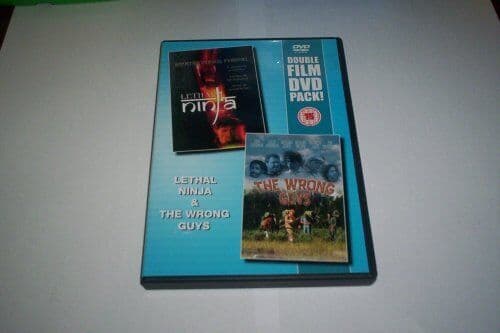 LETHAL
ninja
DVD
DOUBLE
FILM
DVD
PACK!
15
LETHAL
NINJA
&
THE WRONG
GUYS
THE WRONG
GUYS